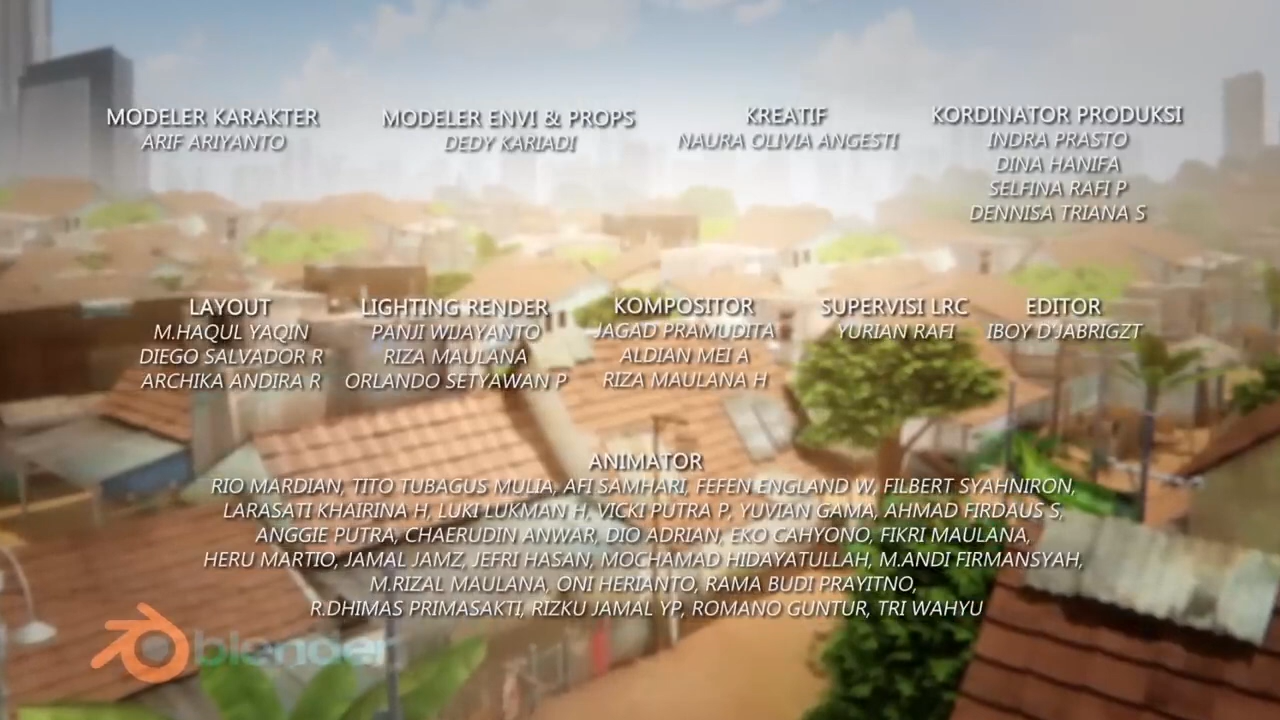 MODELER KARAKTER
ARIF ARIYANTO
MODELER ENVI & PROPS
DEDY KARIADI
KREATIF
NAURA OLIVIA ANGESTI
KORDINATOR PRODUKSI
INDRA PRASTO
DINA HANIFA
SELFINA RAFI P
DENNISA TRIANA S
LAYOUT
M.HAQUL YAQIN
DIEGO SALVADOR R
ARCHIKA ANDIRA R
LIGHTING RENDER
PANJI WIJAYANTO
RIZA MAULANA
ORLANDO SETYAWAN P
KOMPOSITOR
JAGAD PRAMUDITA
ALDIAN MEI A
RIZA MAULANA H
SUPERVISI LRC
YURIAN RAFI
EDITOR
IBOY D'JABRIGZT
ANIMATOR
RIO MARDIAN, TITO TUBAGUS MULIA, AFI SAMHARI, FEFEN ENGLAND W, FILBERT SYAHNIRON,
LARASATI KHAIRINA H, LUKI LUKMAN H, VICKI PUTRA P, YUVIAN GAMA, AHMAD FIRDAUS S,
ANGGIE PUTRA, CHAERUDIN ANWAR, DIO ADRIAN, EKO CAHYONO, FIKRI MAULANA,
HERU MARTIO, JAMAL JAMZ, JEFRI HASAN, MOCHAMAD HIDAYATULLAH, M.ANDI FIRMANSYAH,
M.RIZAL MAULANA, ONI HERIANTO, RAMA BUDI PRAYITNO,
R.DHIMAS PRIMASAKTI, RIZKU JAMAL YP, ROMANO GUNTUR, TRI WAHYU
blender